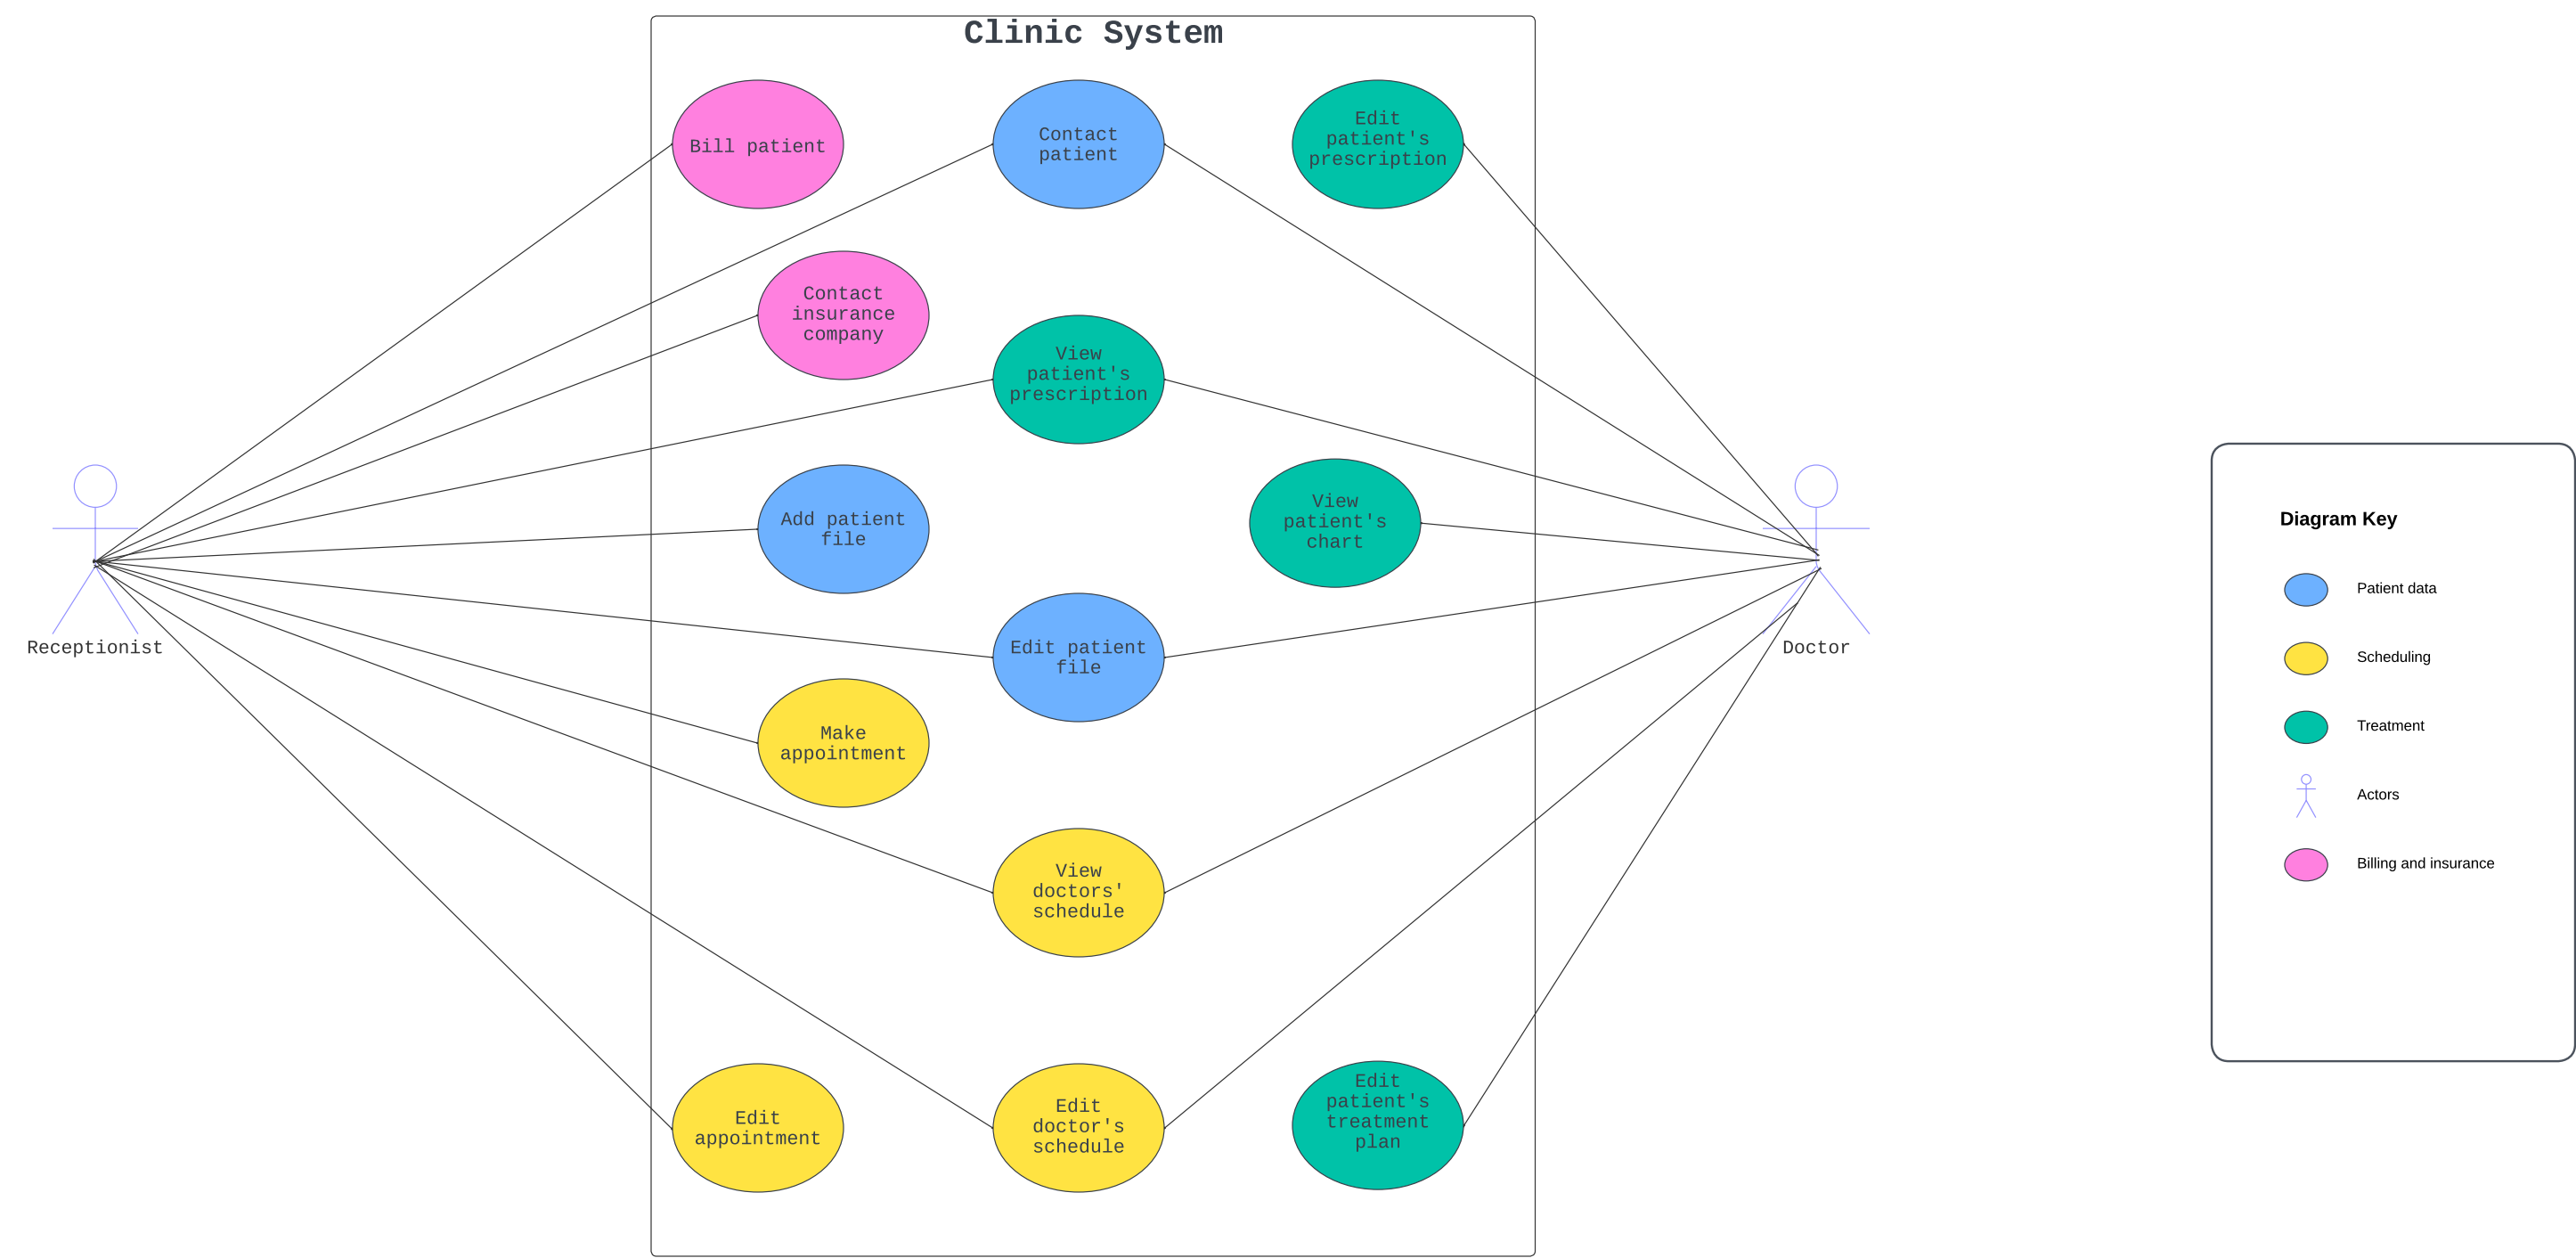 Clinic System
Bill patient
Contact
patient
Edit
patient's
prescription
Contact
insurance
company
View
patient's
prescription
Add patient
file
View
patient's
chart
Edit patient
file
Make
appointment
View
doctors'
schedule
Edit
appointment
Edit
doctor's
schedule
Edit
patient's
treatment
plan
Receptionist
Doctor
Diagram Key
Patient data
Scheduling
Treatment
Actors
Billing and insurance